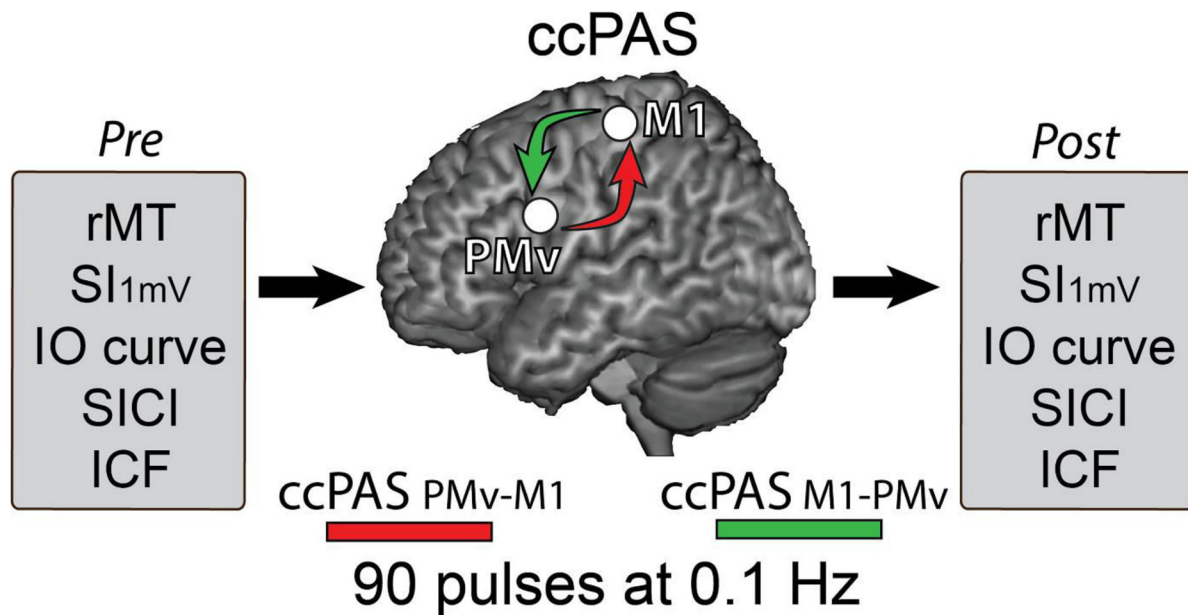 ccPAS
Pre
rMT
SI1mV
IO curve
SICI
ICF
M1
PMv
Post
rMT
SI1mV
IO curve
SICI
ICF
ccPAS PMv-M1
ccPAS M1-PMv
90 pulses at 0.1 Hz